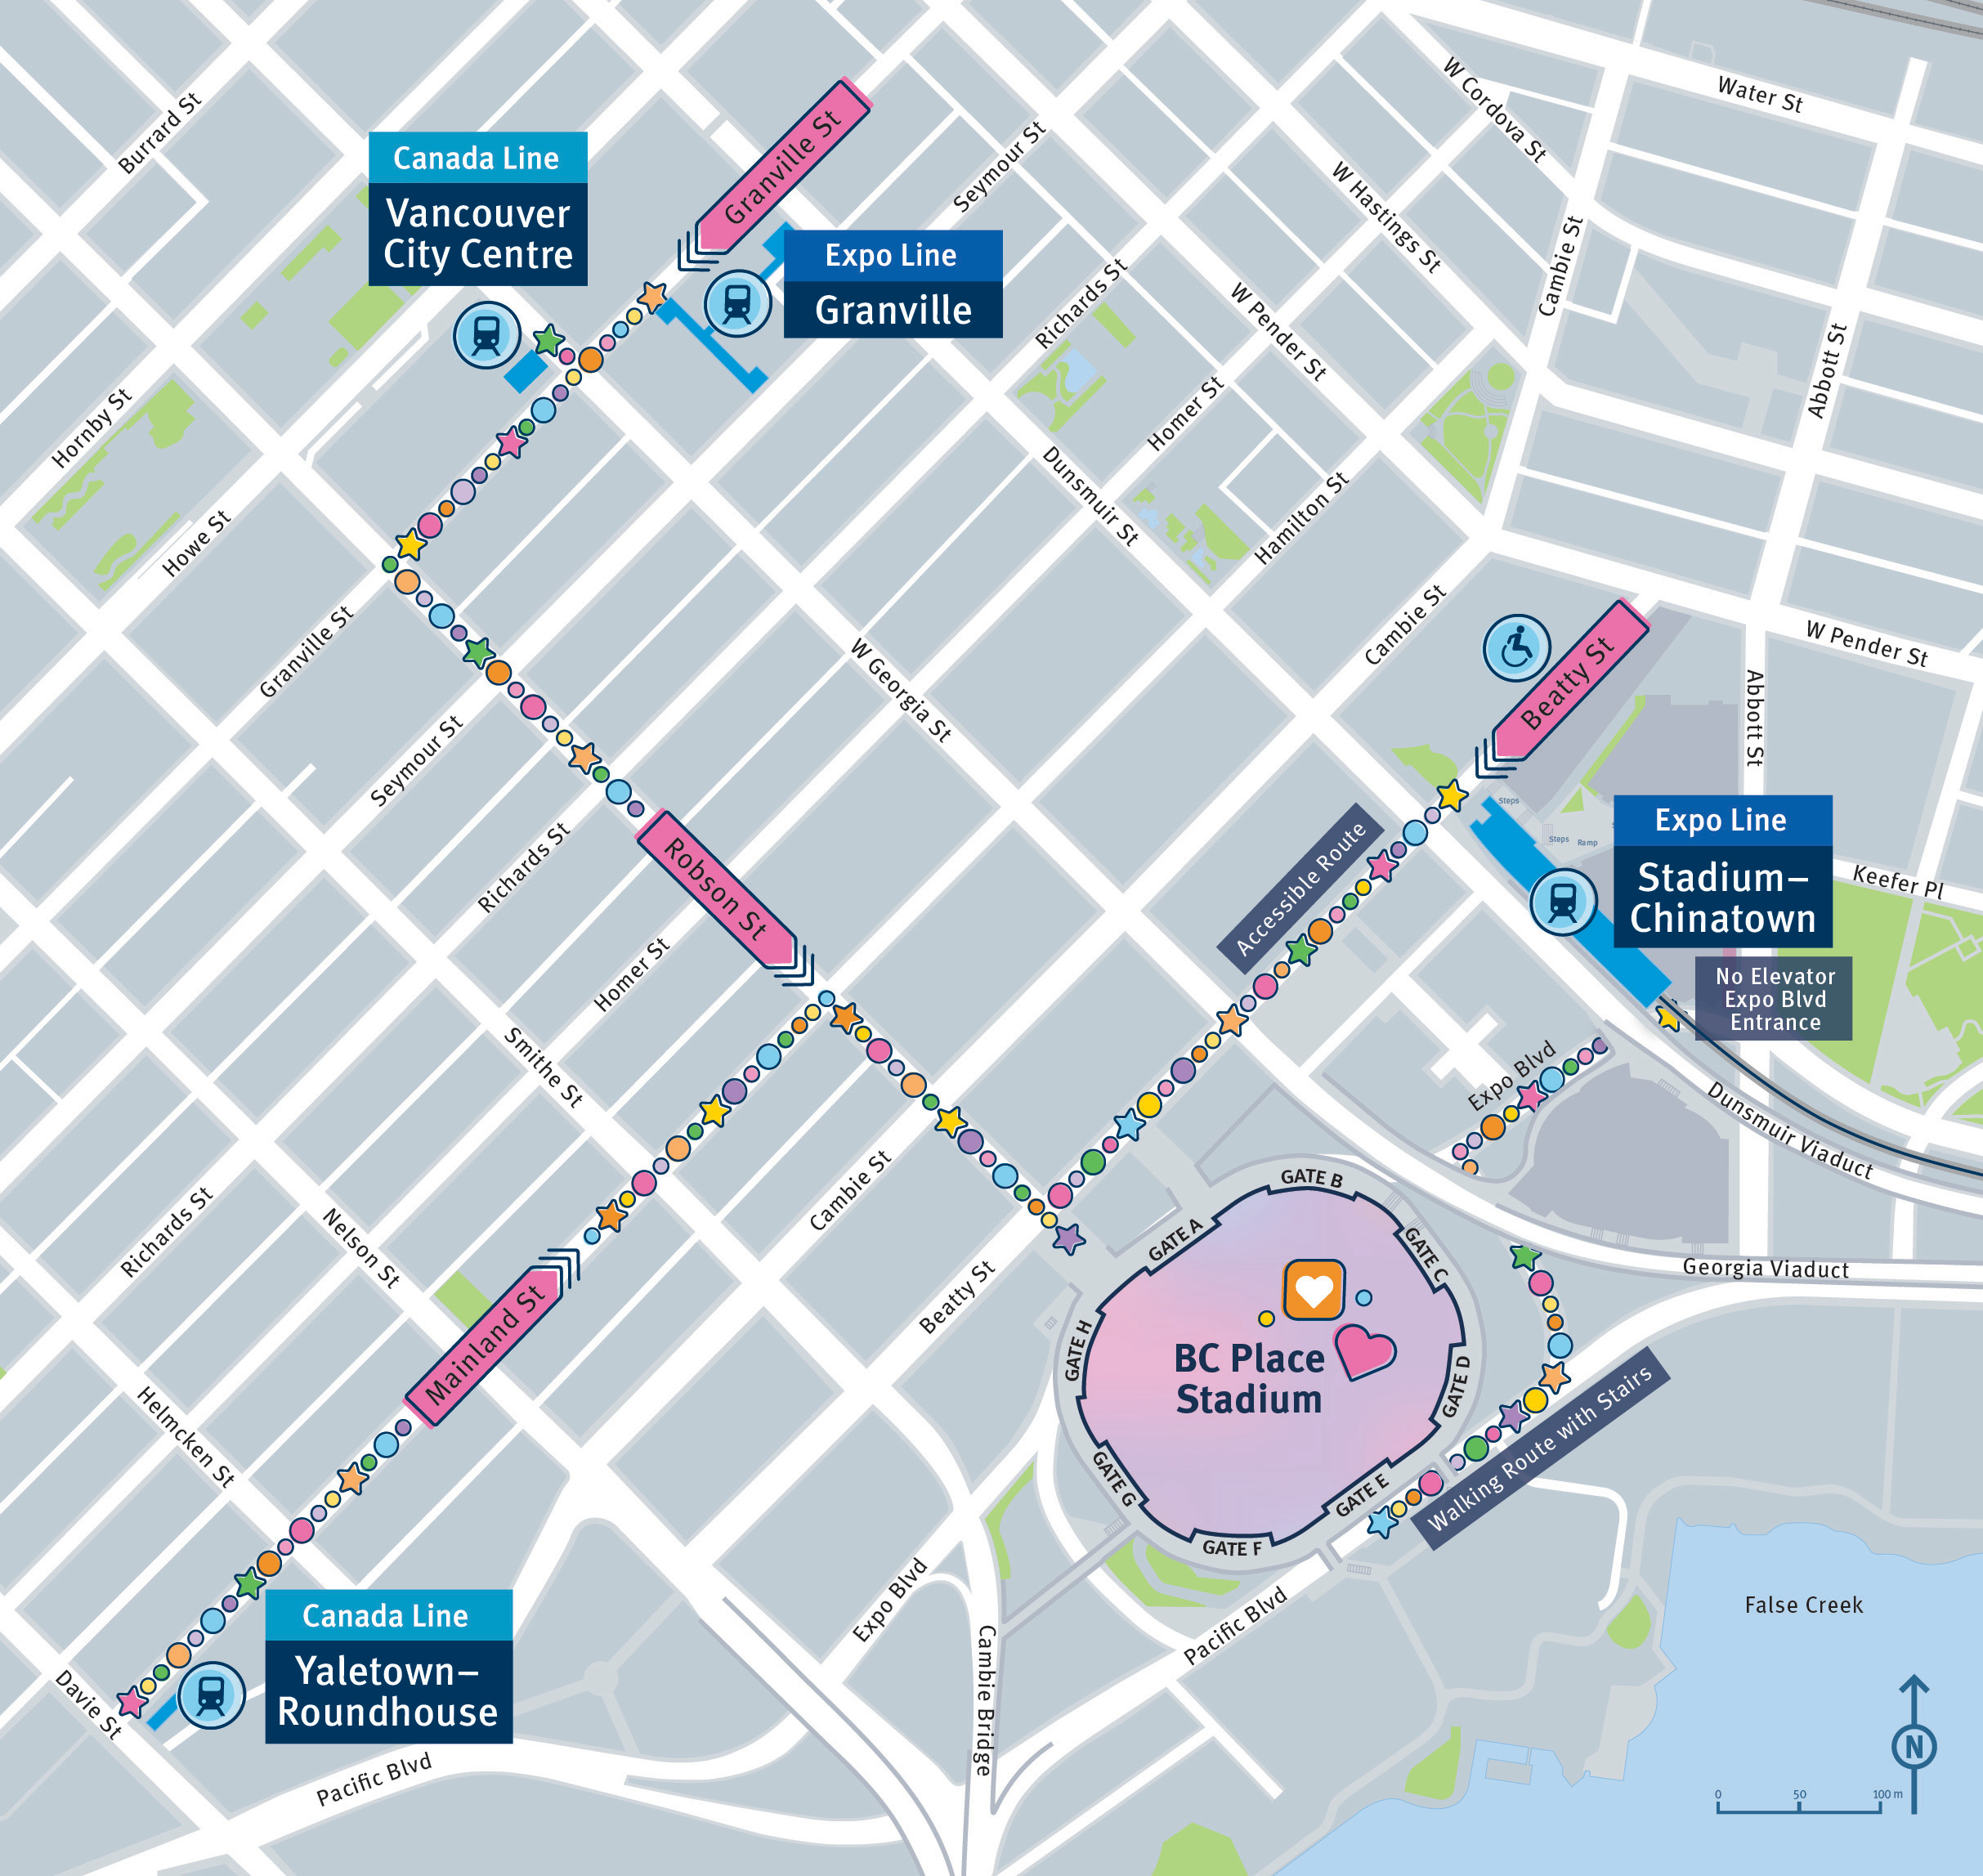 Burrard St
Canada Line
Vancouver
City Centre
Granville St
Expo Line
Granville
Seymour St
W Cordova St
Water St
W Hastings St
Cambie St
Richards St
W Pender St
Abbott St
Hornby St
Homer St
Dunsmuir St
Hamilton St
Howe St
Granville St
W Georgia St
Cambie St
Beatty St
W Pender St
Abbott St
Seymour St
Steps
Steps
Ramp
Expo Line
Stadium–
Chinatown
Keefer Pl
No Elevator
Expo Blvd
Entrance
Accessible Route
Richards St
Robson St
Homer St
Smithe St
Expo Blvd
Dunsmuir Viaduct
Cambie St
Richards St
Nelson St
Beatty St
GATE A
GATE B
GATE C
GATE D
GATE E
GATE F
GATE G
GATE H
BC Place
Stadium
Georgia Viaduct
Mainland St
Helmcken St
Walking Route with Stairs
Expo Blvd
Cambie Bridge
Pacific Blvd
False Creek
Canada Line
Yaletown–
Roundhouse
Davie St
Pacific Blvd
N
0 50 100 m